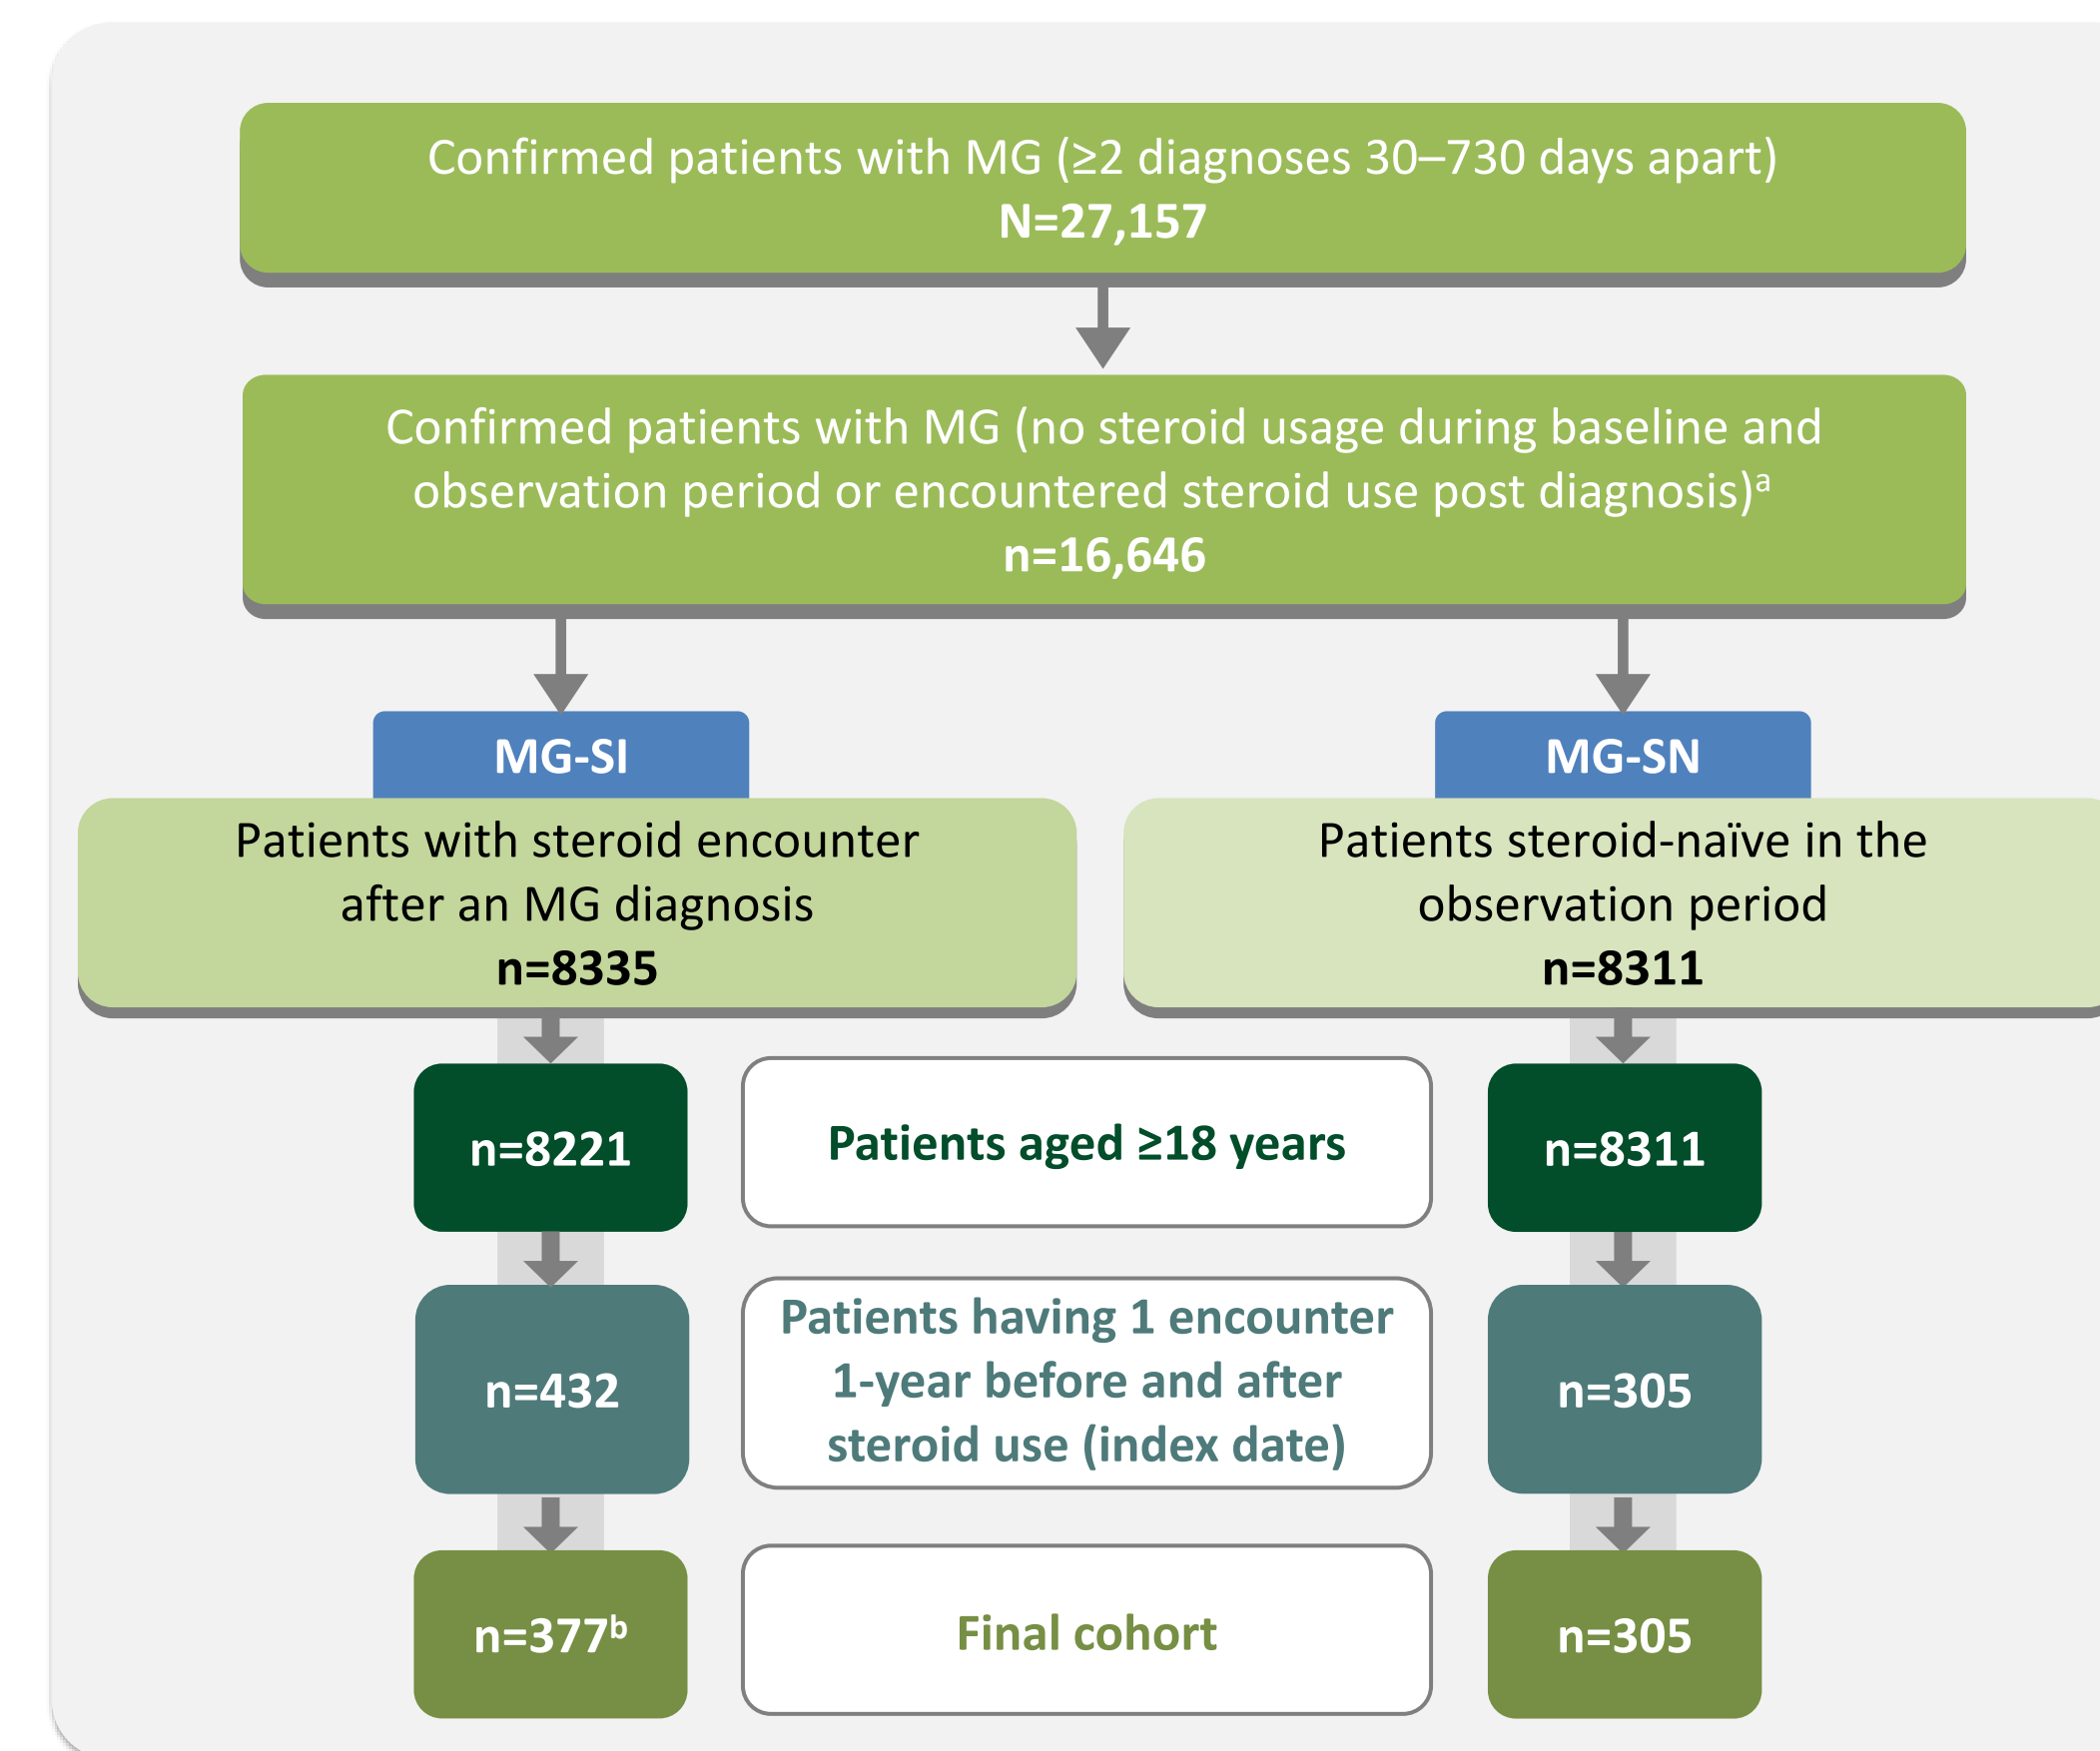 Confirmed patients with MG (≥2 diagnoses 30–730 days apart)
N=27,157
Confirmed patients with MG (no steroid usage during baseline and
observation period or encountered steroid use post diagnosis)ᵃ
n=16,646
MG-SI
Patients with steroid encounter
after an MG diagnosis
n=8335
MG-SN
Patients steroid-naïve in the
observation period
n=8311
n=8221
Patients aged ≥18 years
n=8311
n=432
Patients having 1 encounter
1-year before and after
steroid use (index date)
n=305
n=377ᵇ
Final cohort
n=305